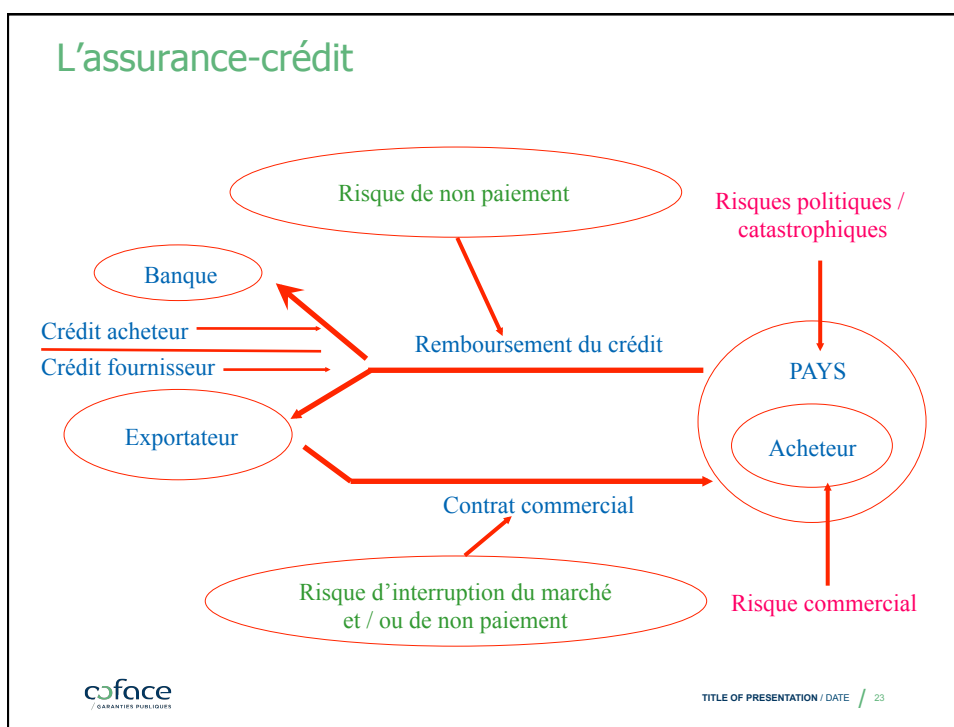 L’assurance-crédit
Risque de non paiement
Risques politiques /
catastrophiques
Banque
Crédit acheteur
Remboursement du crédit
Crédit fournisseur
PAYS
Exportateur
Acheteur
Contrat commercial
Risque d’interruption du marché
et / ou de non paiement
Risque commercial
coface
/ GARANTIES PUBLIQUES
TITLE OF PRESENTATION / DATE / 23